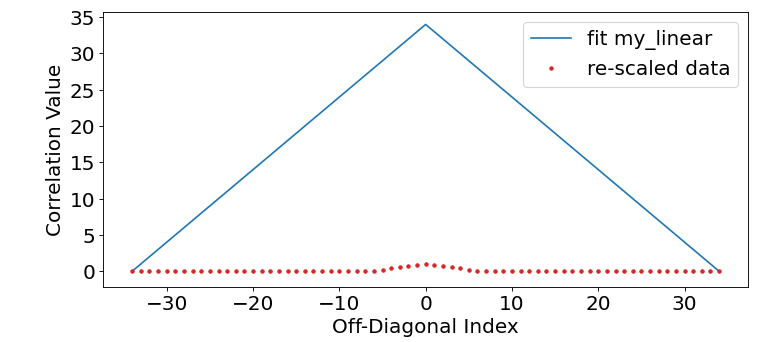 35
30
25
20
15
10
5
0
Correlation Value
fit my_linear
re-scaled data
−30 −20 −10 0 10 20 30
Off-Diagonal Index